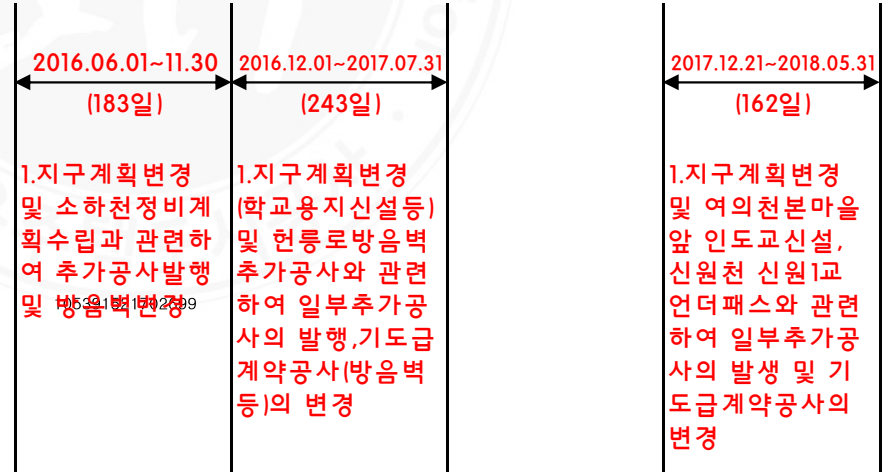 2016.06.01~11.30
(183일)
1.지구계획변경
및 소하천정비계
획수립과 관련하
여 추가공사발행
및 방음벽변경
2016.12.01~2017.07.31
(243일)
1.지구계획변경
(학교용지신설등)
및 헌릉로방음벽
추가공사와 관련
하여 일부추가공
사의 발행,기도급
계약공사(방음벽
등)의 변경
2017.12.21~2018.05.31
(162일)
1.지구계획변경
및 여의천본마을
앞 인도교신설,
신원천 신원1교
언더패스와 관련
하여 일부추가공
사의 발생 및 기
도급계약공사의
변경